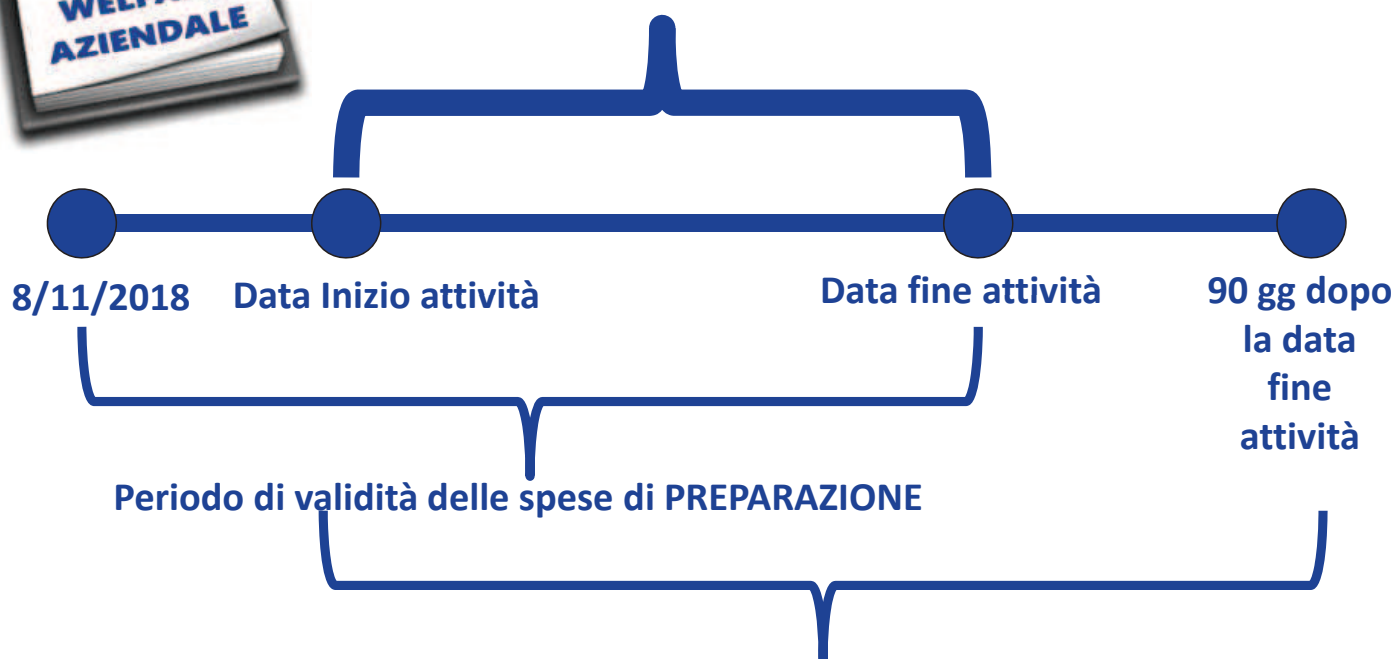 AZIENDALE
8/11/2018
Data Inizio attività
Data fine attività
90 gg dopo
la data
fine
attività
Periodo di validità delle spese di PREPARAZIONE